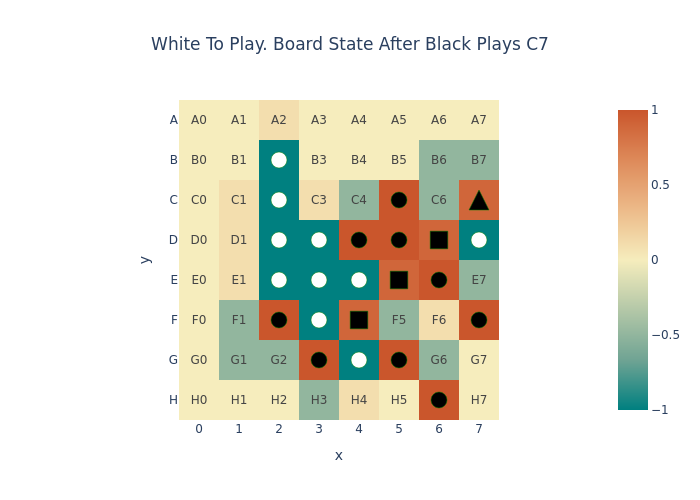 White To Play. Board State After Black Plays C7
A A0 A1 A2 A3 A4 A5 A6 A7
B B0 B1 B3 B4 B5 B6 B7
C C0 C1 C3 C4 C6
D D0 D1
E E0 E1 E7
F F0 F1 F5 F6
G G0 G1 G2 G6 G7
H H0 H1 H2 H3 H4 H5 H7
0 1 2 3 4 5 6 7
x
y
1
0.5
0
−0.5
−1